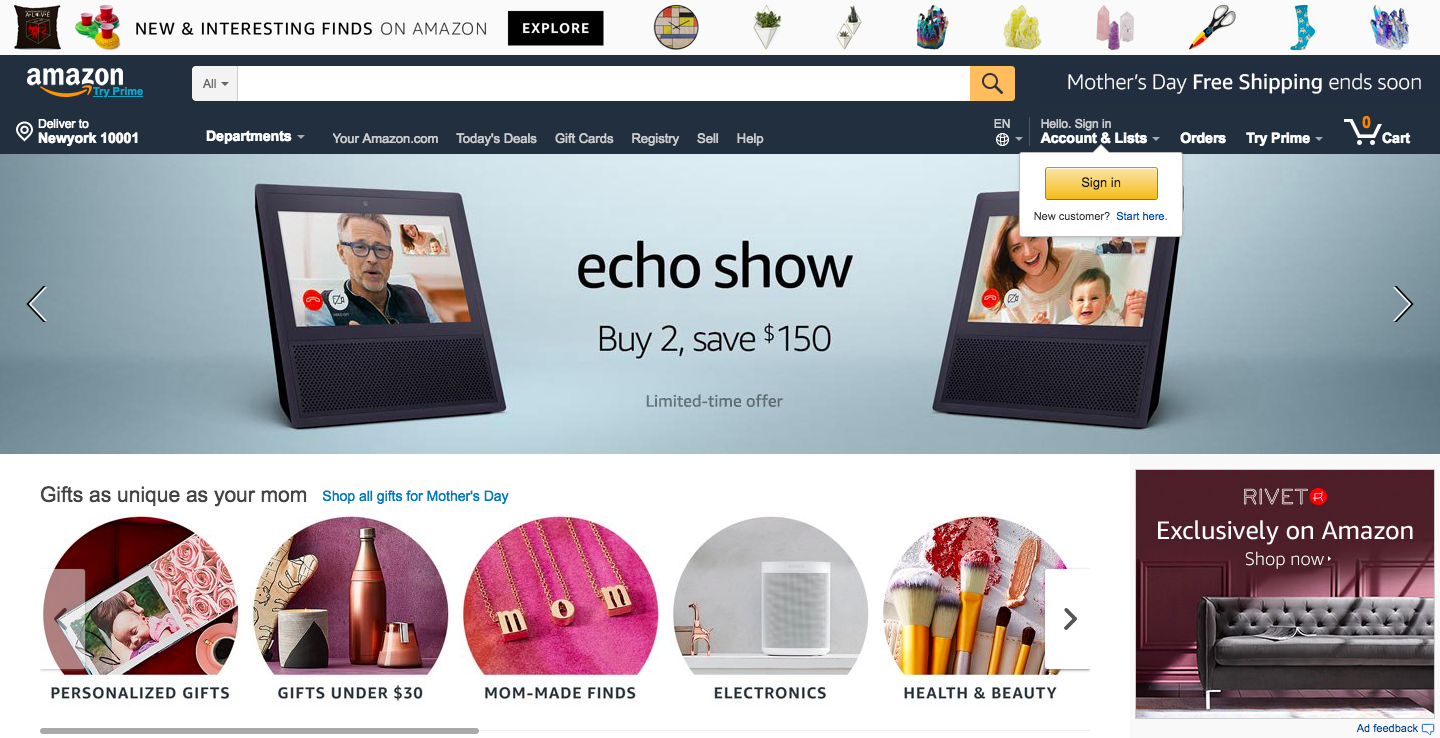 NEW & INTERESTING FINDS ON AMAZON EXPLORE
amazon
Try Prime
All
Mother's Day Free Shipping ends soon
Deliver to
Newyork 10001
Departments
Your Amazon.com Today's Deals Gift Cards Registry Sell Help
EN
Hello. Sign in
Account & Lists
Orders
Try Prime
0
Cart
Sign in
New customer? Start here.
echo show
Buy 2, save $150
Limited-time offer
Gifts as unique as your mom Shop all gifts for Mother's Day
m o m
PERSONALIZED GIFTS
GIFTS UNDER $30
MOM-MADE FINDS
ELECTRONICS
HEALTH & BEAUTY
RIVET R
Exclusively on Amazon
Shop now
Ad feedback